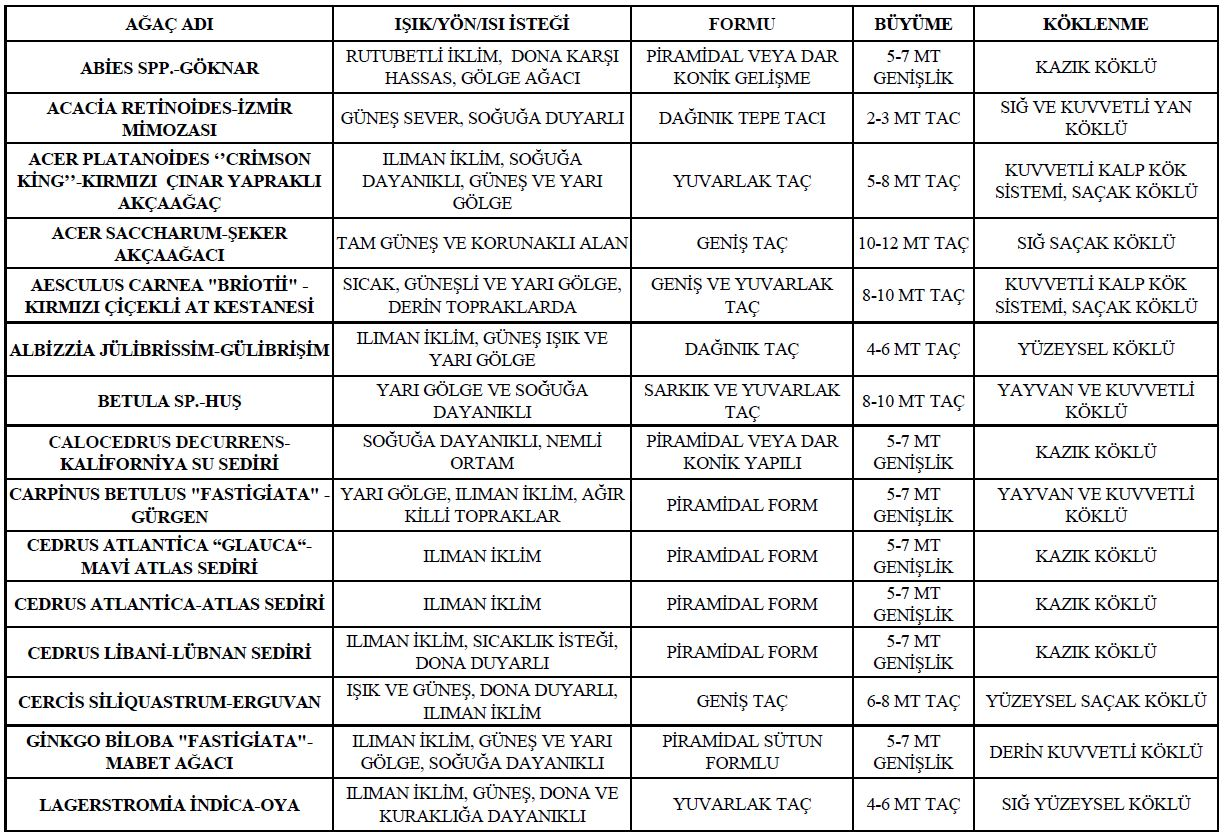 AĞAÇ ADI
IŞIK/YÖN/ISI İSTEĞİ
FORMU
BÜYÜME
KÖKLENME
ABİES SPP.-GÖKNAR
RUTUBETLİ İKLİM, DONA KARŞI
HASSAS, GÖLGE AĞACI
PİRAMİDAL VEYA DAR
KONİK GELİŞME
5-7 MT
GENİŞLİK
KAZIK KÖKLÜ
ACACİA RETİNOİDES-İZMİR
MİMOZASI
GÜNEŞ SEVER, SOĞUĞA DUYARLI
DAĞINIK TEPE TACI
2-3 MT TAC
SIĞ VE KUVVETLİ YAN
KÖKLÜ
ACER PLATANOİDES ‘’CRİMSON
KİNG’’-KIRMIZI ÇINAR YAPRAKLI
AKÇAAĞAÇ
ILIMAN İKLİM, SOĞUĞA
DAYANIKLI, GÜNEŞ VE YARI
GÖLGE
YUVARLAK TAÇ
5-8 MT TAÇ
KUVVETLİ KALP KÖK
SİSTEMİ, SAÇAK KÖKLÜ
ACER SACCHARUM-ŞEKER
AKÇAAĞACI
TAM GÜNEŞ VE KORUNAKLI ALAN
GENİŞ TAÇ
10-12 MT TAÇ
SIĞ SAÇAK KÖKLÜ
AESCULUS CARNEA "BRİOTİİ" -
KIRMIZI ÇİÇEKLİ AT KESTANESİ
SICAK, GÜNEŞLİ VE YARI GÖLGE,
DERİN TOPRAKLARDA
GENİŞ VE YUVARLAK
TAÇ
8-10 MT TAÇ
KUVVETLİ KALP KÖK
SİSTEMİ, SAÇAK KÖKLÜ
ALBİZZİA JÜLİBRİSSİM-GÜLİBRİŞİM
ILIMAN İKLİM, GÜNEŞ IŞIK VE
YARI GÖLGE
DAĞINIK TAÇ
4-6 MT TAÇ
YÜZEYSEL KÖKLÜ
BETULA SP.-HUŞ
YARI GÖLGE VE SOĞUĞA
DAYANIKLI
SARKIK VE YUVARLAK
TAÇ
8-10 MT TAÇ
YAYVAN VE KUVVETLİ
KÖKLÜ
CALOCEDRUS DECURRENS-
KALİFORNİYA SU SEDİRİ
SOĞUĞA DAYANIKLI, NEMLİ
ORTAM
PİRAMİDAL VEYA DAR
KONİK YAPILI
5-7 MT
GENİŞLİK
KAZIK KÖKLÜ
CARPİNUS BETULUS "FASTİGİATA" -
GÜRGEN
YARI GÖLGE, ILIMAN İKLİM, AĞIR
KİLLİ TOPRAKLAR
PİRAMİDAL FORM
5-7 MT
GENİŞLİK
YAYVAN VE KUVVETLİ
KÖKLÜ
CEDRUS ATLANTİCA “GLAUCA“-
MAVİ ATLAS SEDİRİ
ILIMAN İKLİM
PİRAMİDAL FORM
5-7 MT
GENİŞLİK
KAZIK KÖKLÜ
CEDRUS ATLANTİCA-ATLAS SEDİRİ
ILIMAN İKLİM
PİRAMİDAL FORM
5-7 MT
GENİŞLİK
KAZIK KÖKLÜ
CEDRUS LİBANİ-LÜBNAN SEDİRİ
ILIMAN İKLİM, SICAKLIK İSTEĞİ,
DONA DUYARLI
PİRAMİDAL FORM
5-7 MT
GENİŞLİK
KAZIK KÖKLÜ
CERCİS SİLİQUASTRUM-ERGUVAN
IŞIK VE GÜNEŞ, DONA DUYARLI,
ILIMAN İKLİM
GENİŞ TAÇ
6-8 MT TAÇ
YÜZEYSEL SAÇAK KÖKLÜ
GİNKGO BİLOBA "FASTİGİATA"-
MABET AĞACI
ILIMAN İKLİM, GÜNEŞ VE YARI
GÖLGE, SOĞUĞA DAYANIKLI
PİRAMİDAL SÜTUN
FORMLU
5-7 MT
GENİŞLİK
DERİN KUVVETLİ KÖKLÜ
LAGERSTROMİA İNDİCA-OYA
ILIMAN İKLİM, GÜNEŞ, DONA VE
KURAKLIĞA DAYANIKLI
YUVARLAK TAÇ
4-6 MT TAÇ
SIĞ YÜZEYSEL KÖKLÜ